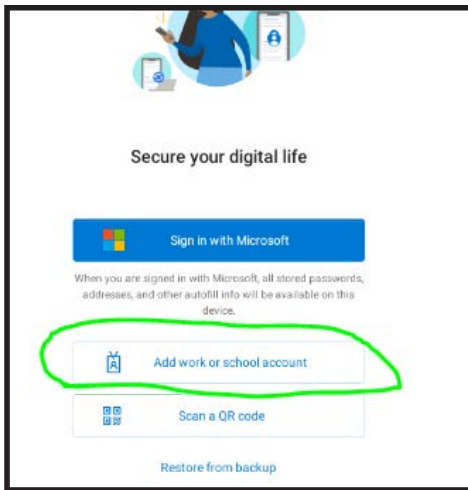 Secure your digital life
Sign in with Microsoft
When you are signed in with Microsoft, all stored passwords,
addresses, and other autofill info will be available on this
device.
Add work or school account
Scan a QR code
Restore from backup